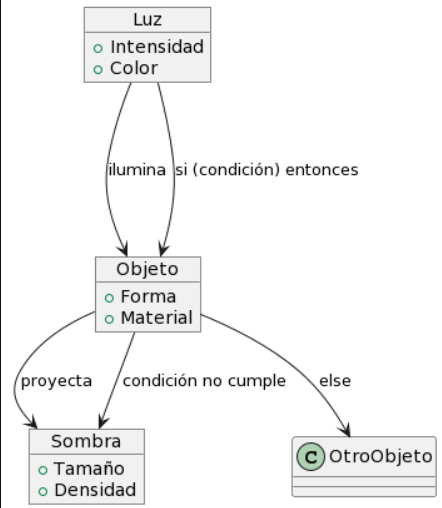 Luz
Intensidad
Color
ilumina
si (condición) entonces
Objeto
Forma
Material
proyecta
condición no cumple
else
Sombra
Tamaño
Densidad
C OtroObjeto